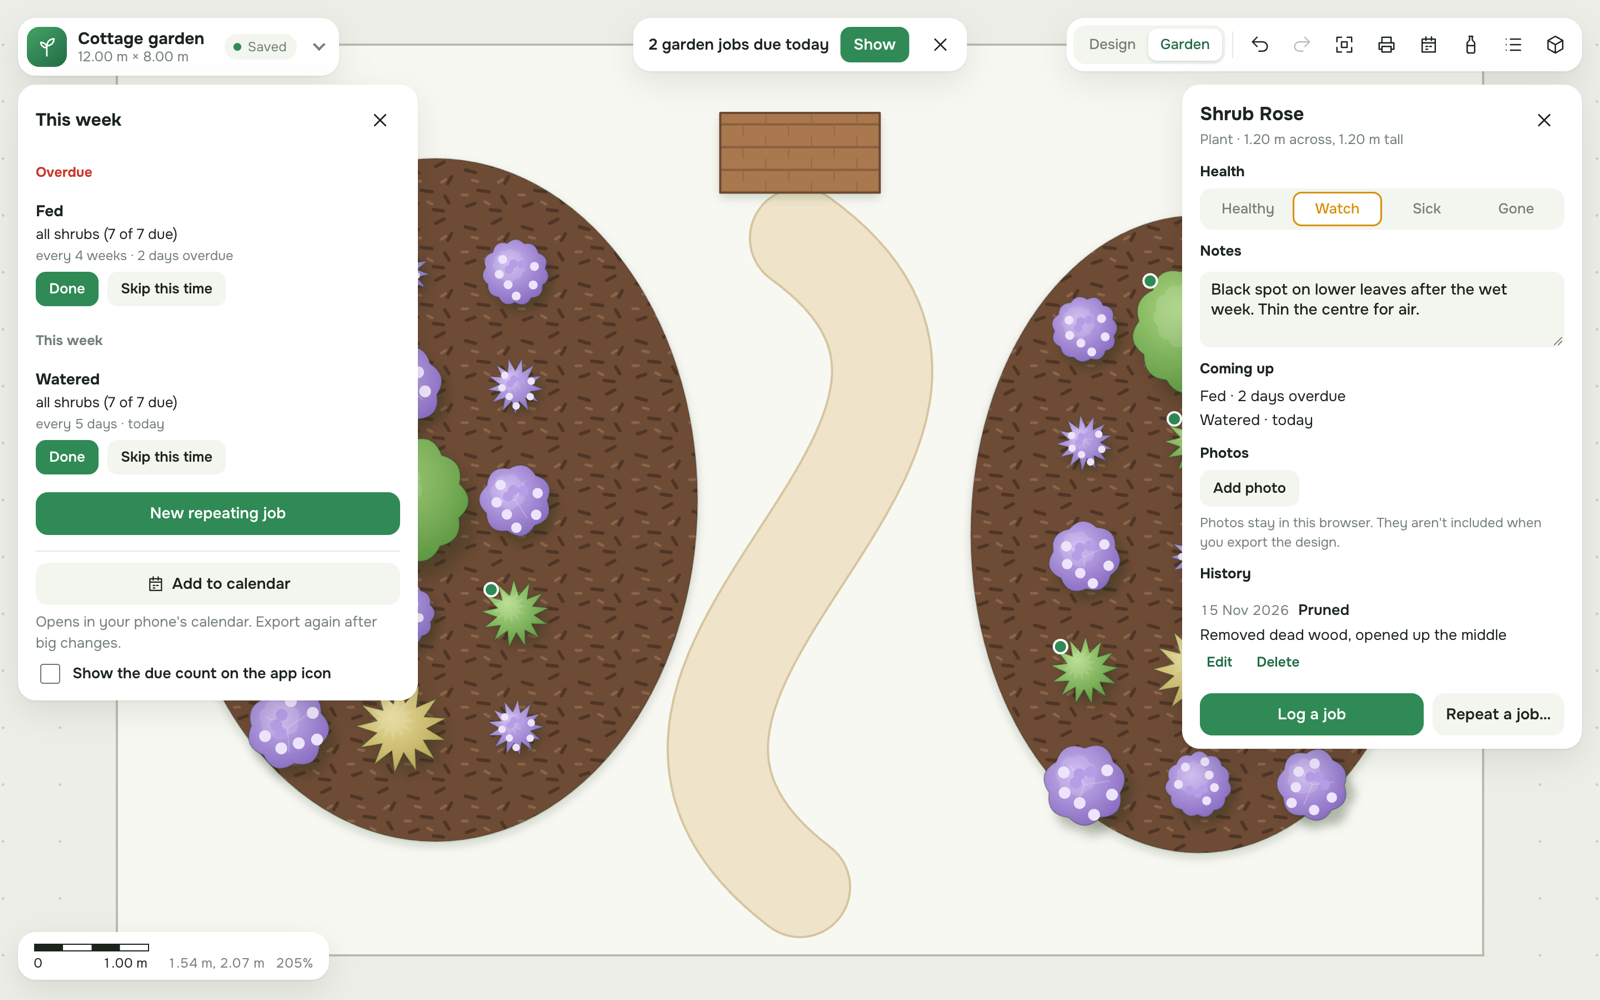 Cottage garden
12.00 m × 8.00 m
Saved
2 garden jobs due today
Show
Design
Garden
This week
Overdue
Fed
all shrubs (7 of 7 due)
every 4 weeks · 2 days overdue
Done
Skip this time
This week
Watered
all shrubs (7 of 7 due)
every 5 days · today
Done
Skip this time
New repeating job
Add to calendar
Opens in your phone's calendar. Export again after
big changes.
Show the due count on the app icon
Shrub Rose
Plant · 1.20 m across, 1.20 m tall
Health
Healthy
Watch
Sick
Gone
Notes
Black spot on lower leaves after the wet
week. Thin the centre for air.
Coming up
Fed · 2 days overdue
Watered · today
Photos
Add photo
Photos stay in this browser. They aren't included when
you export the design.
History
15 Nov 2026 Pruned
Removed dead wood, opened up the middle
Edit
Delete
Log a job
Repeat a job...
0
1.00 m
1.54 m, 2.07 m
205%